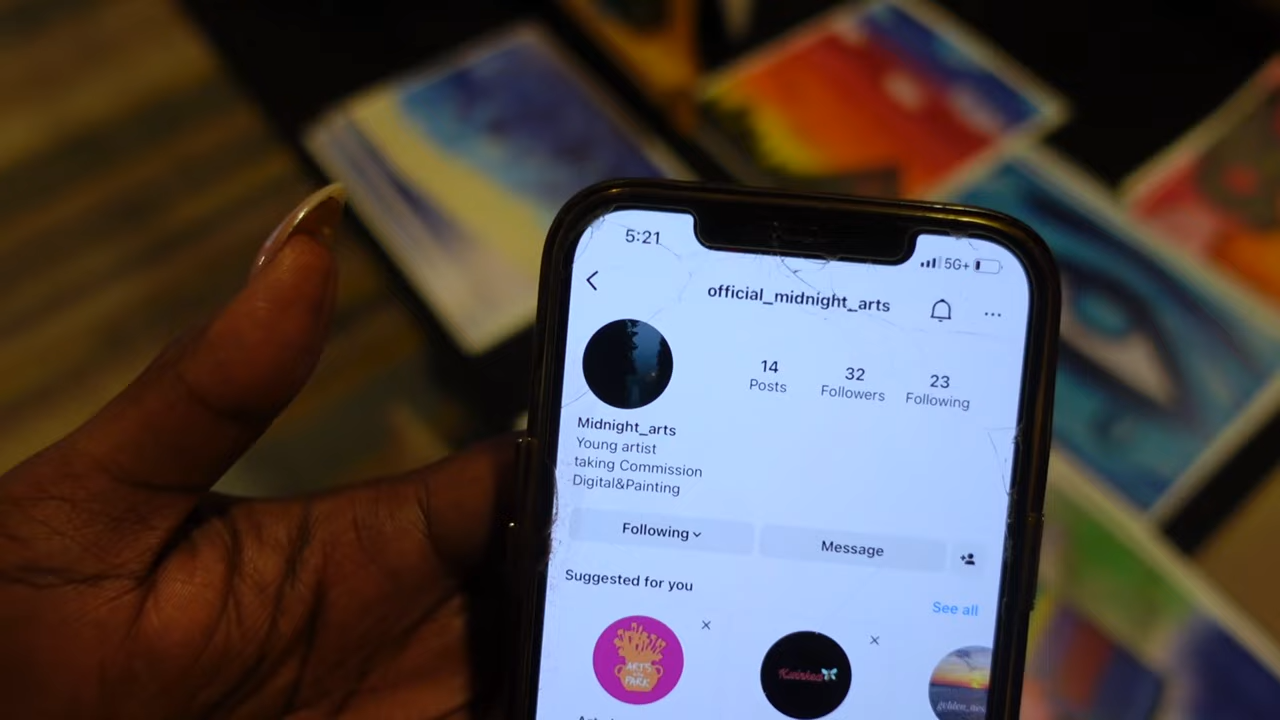 5:21
5G+
official_midnight_arts
14
Posts
32
Followers
23
Following
Midnight_arts
Young artist
taking Commission
Digital&Painting
Following
Message
Suggested for you
See all
ARTS
PARK